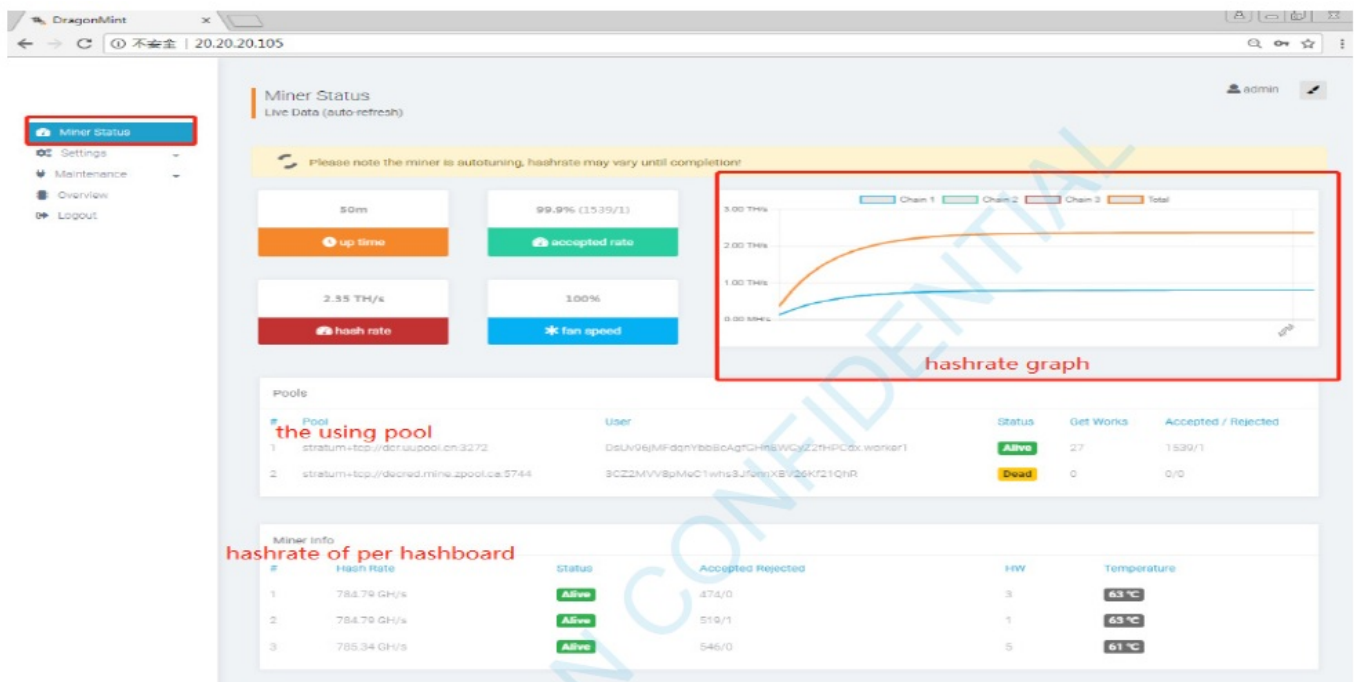 DragonMint
不安全 | 20.20.20.105
Miner Status
Live Data (auto-refresh)
admin
Miner Status
Settings
Maintenance
Overview
Logout
Please note the miner is autotuning, hashrate may vary until completion!
50m
up time
99.9% (1539/1)
accepted rate
2.35 TH/s
hash rate
100%
fan speed
Chain 1 Chain 2 Chain 3 Total
3.00 TH/s
2.00 TH/s
1.00 TH/s
0.00 MH/s
hashrate graph
Pools
# Pool User Status Get Works Accepted / Rejected
the using pool
1 stratum+tcp://dcr.uupool.cn:3272 Alive 27 1539/1
2 stratum+tcp://decred.mine.zpool.ca:5744 Dead 0 0/0
Miner Info
hashrate of per hashboard
# Hash Rate Status Accepted Rejected HW Temperature
1 784.79 GH/s Alive 474/0 3 63 °C
2 784.79 GH/s Alive 519/1 1 63 °C
3 785.34 GH/s Alive 546/0 5 61 °C
CONFIDENTIAL